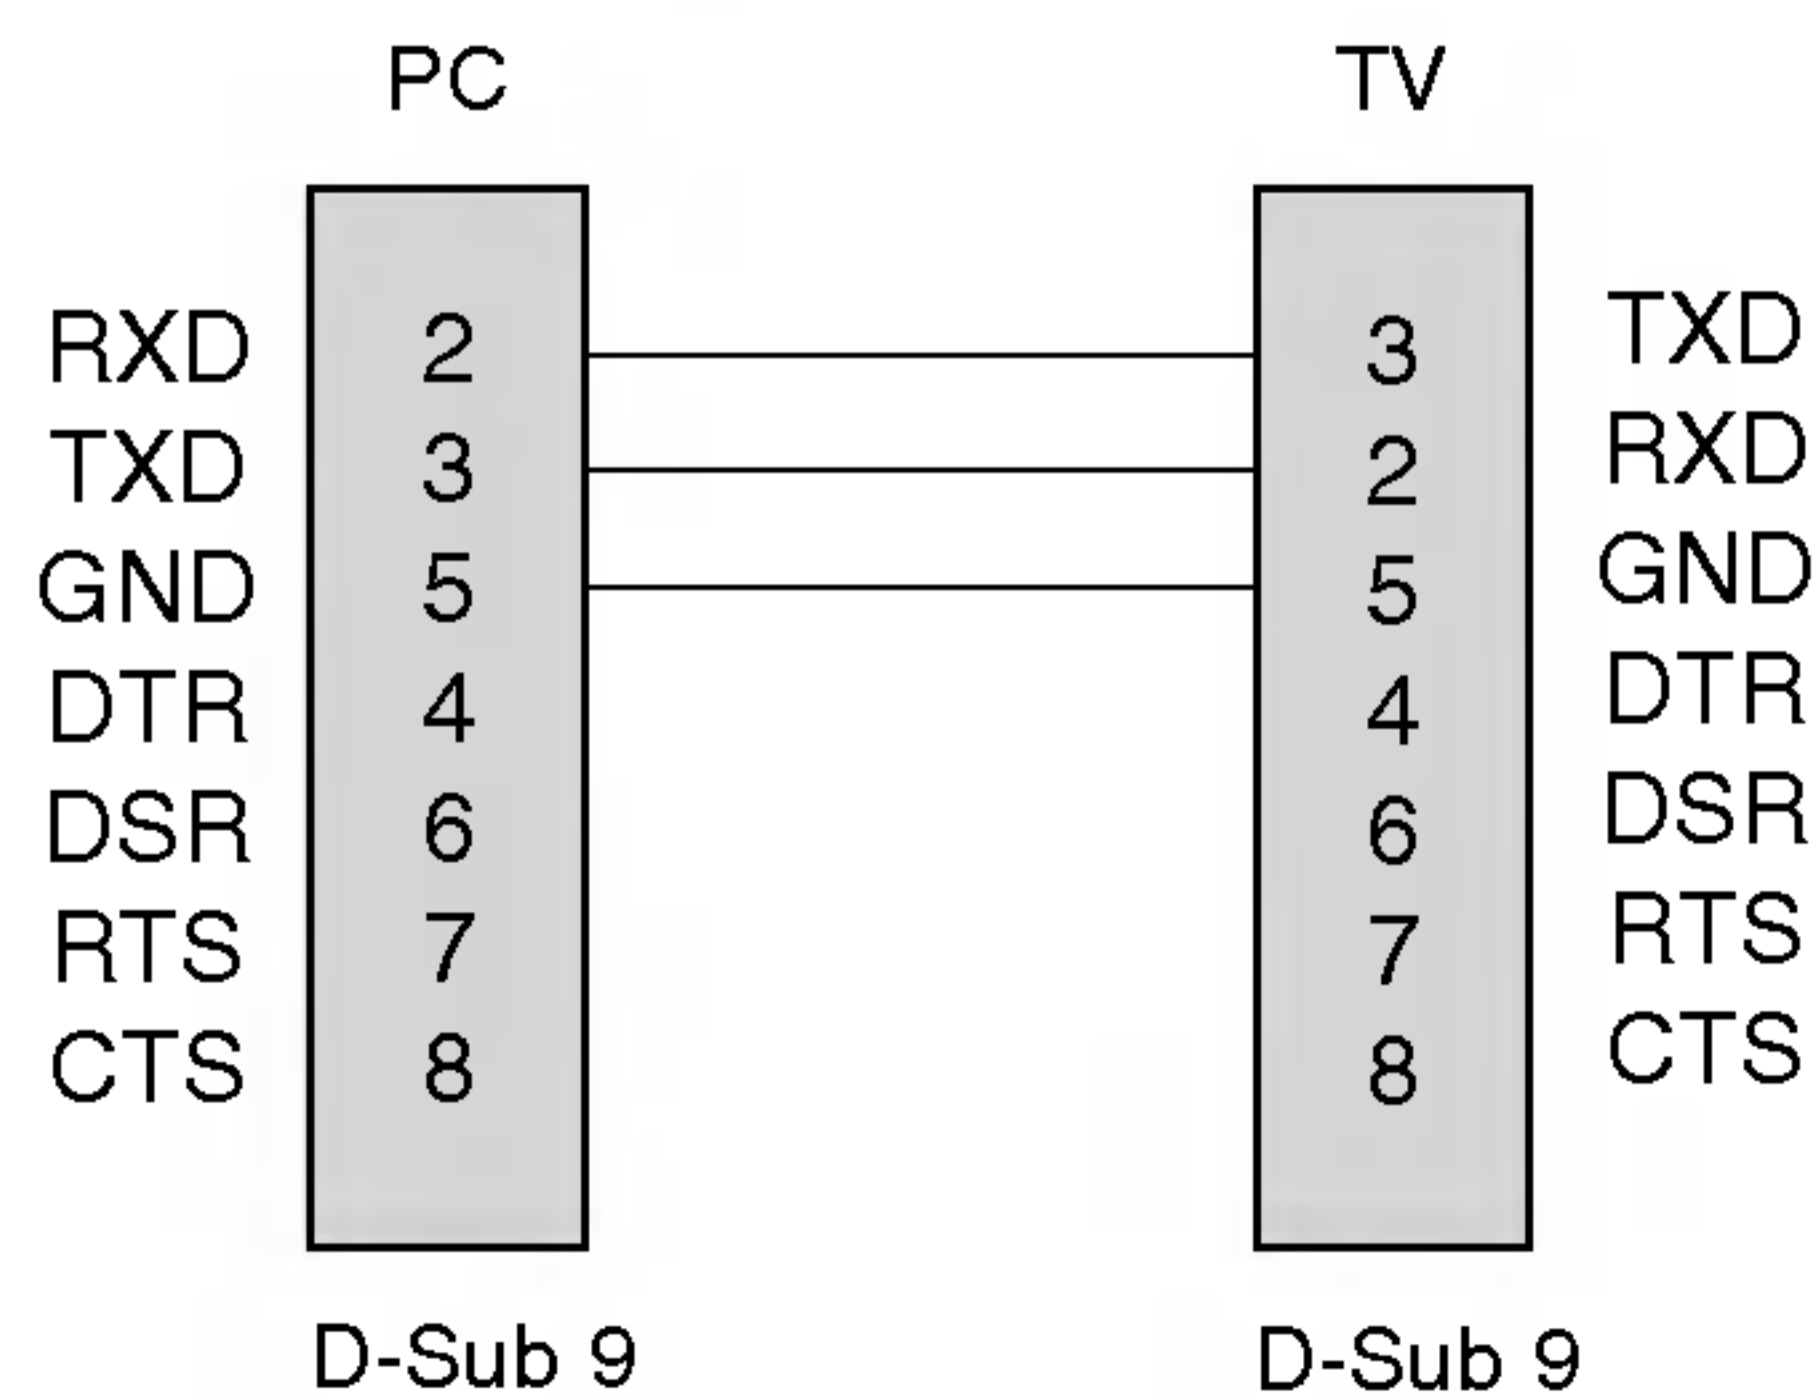 PC TV
RXD 2 3 TXD
TXD 3 2 RXD
GND 5 5 GND
DTR 4 4 DTR
DSR 6 6 DSR
RTS 7 7 RTS
CTS 8 8 CTS
D-Sub 9 D-Sub 9